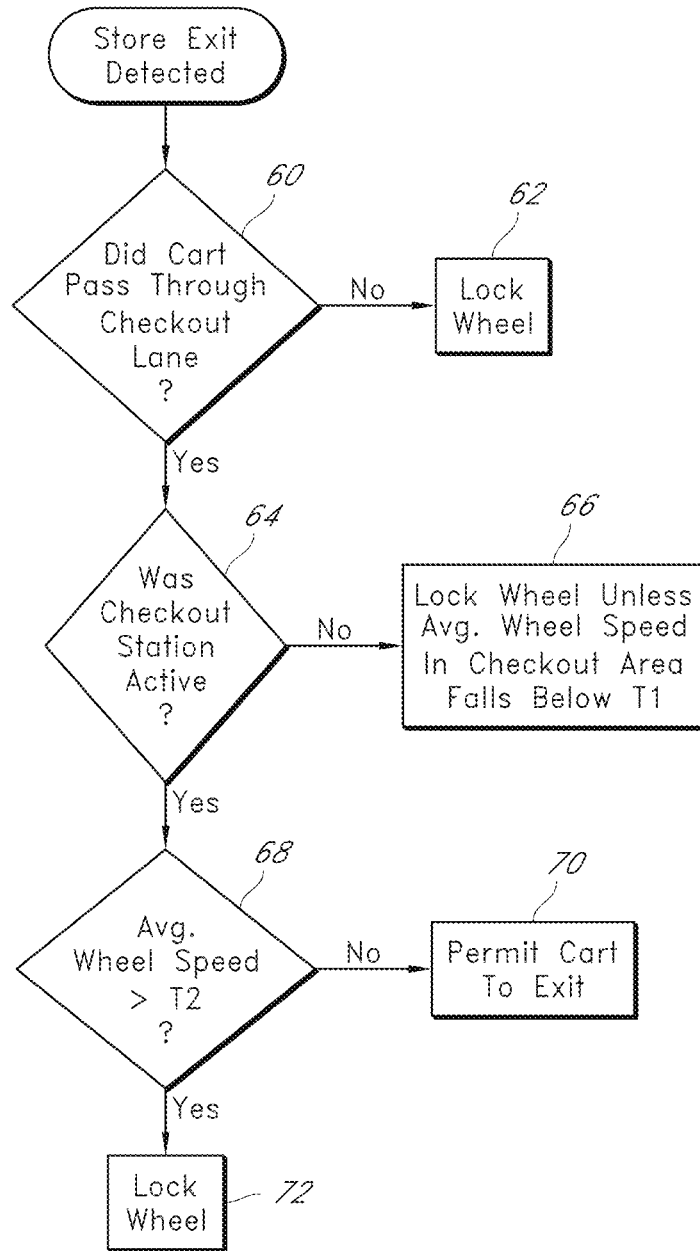 Store Exit
Detected
60
Did Cart
Pass Through
Checkout
Lane
?
No
62
Lock
Wheel
Yes
64
Was
Checkout
Station
Active
?
No
66
Lock Wheel Unless
Avg. Wheel Speed
In Checkout Area
Falls Below T1
Yes
68
Avg.
Wheel Speed
> T2
?
No
70
Permit Cart
To Exit
Yes
Lock
Wheel
72